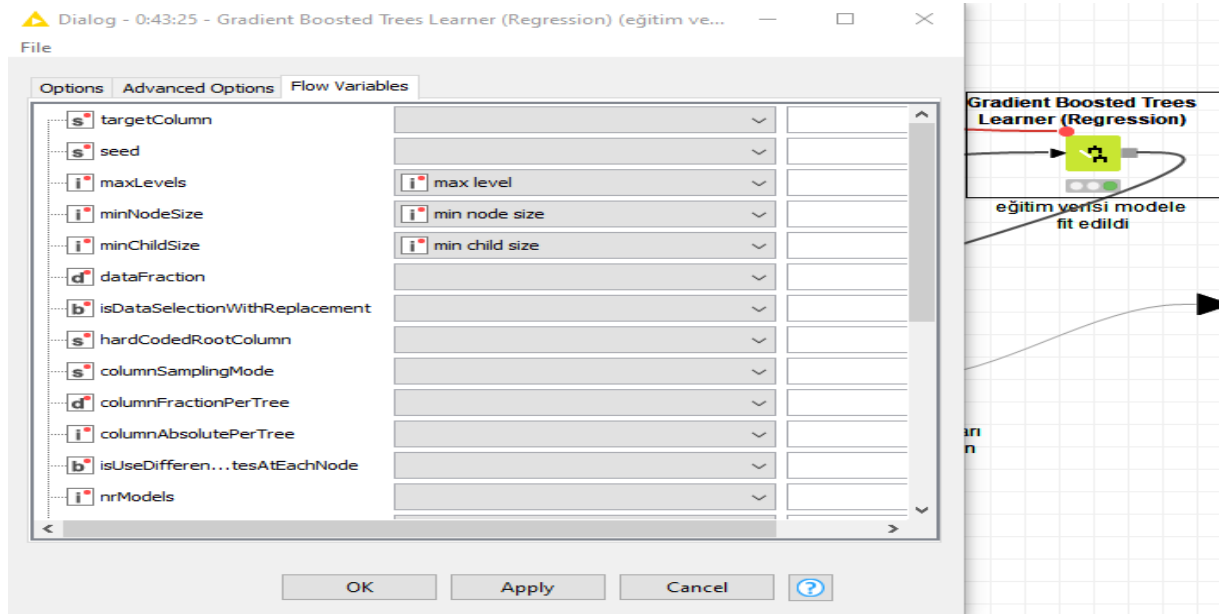 Dialog - 0:43:25 - Gradient Boosted Trees Learner (Regression) (eğitim ve...
File
Options Advanced Options Flow Variables
s targetColumn
s seed
i maxLevels i max level
i minNodeSize i min node size
i minChildSize i min child size
d dataFraction
b isDataSelectionWithReplacement
s hardCodedRootColumn
s columnSamplingMode
d columnFractionPerTree
i columnAbsolutePerTree
b isUseDifferen...tesAtEachNode
i nrModels
OK Apply Cancel ?
Gradient Boosted Trees
Learner (Regression)
eğitim verisi modele
fit edildi
arı
n